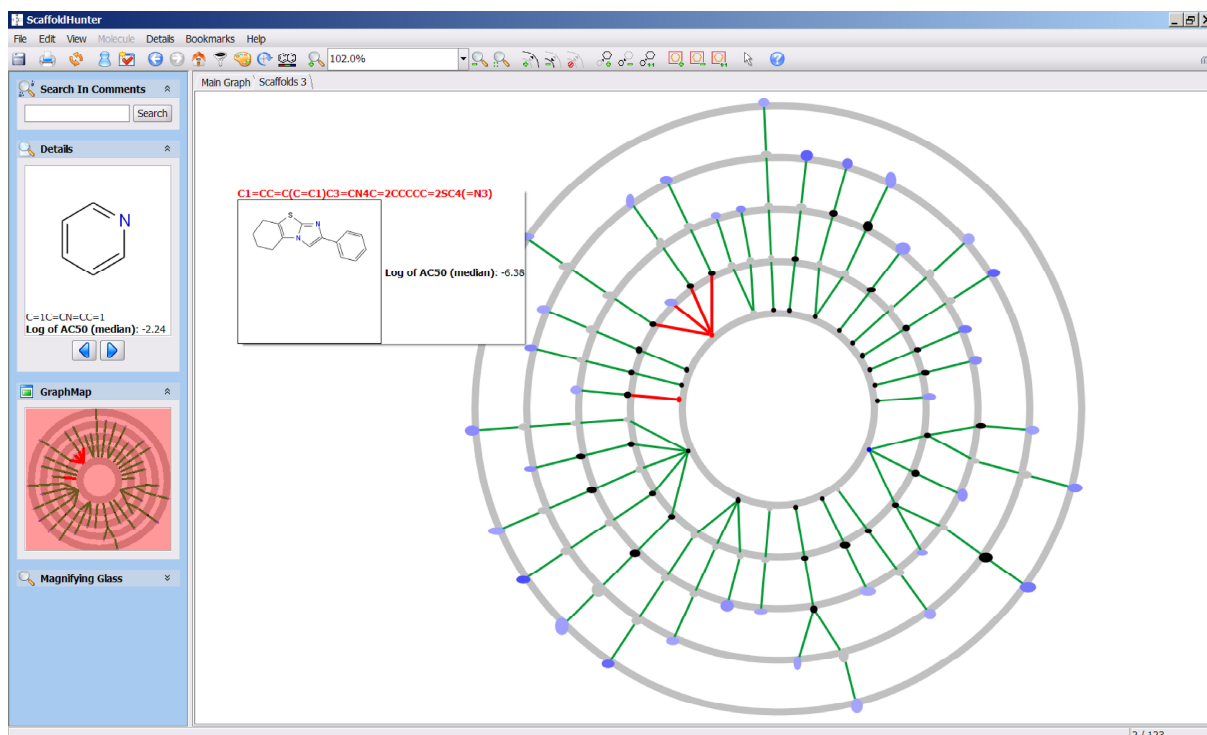 ScaffoldHunter
File Edit View Molecule Details Bookmarks Help
102.0%
Search In Comments
Search
Details
N
C=1C=CN=CC=1
Log of AC50 (median): -2.24
GraphMap
Magnifying Glass
Main Graph Scaffolds 3
C1=CC=C(C=C1)C3=CN4C=2CCCCC=2SC4(=N3)
S
N
N
Log of AC50 (median): -6.38
2 / 123